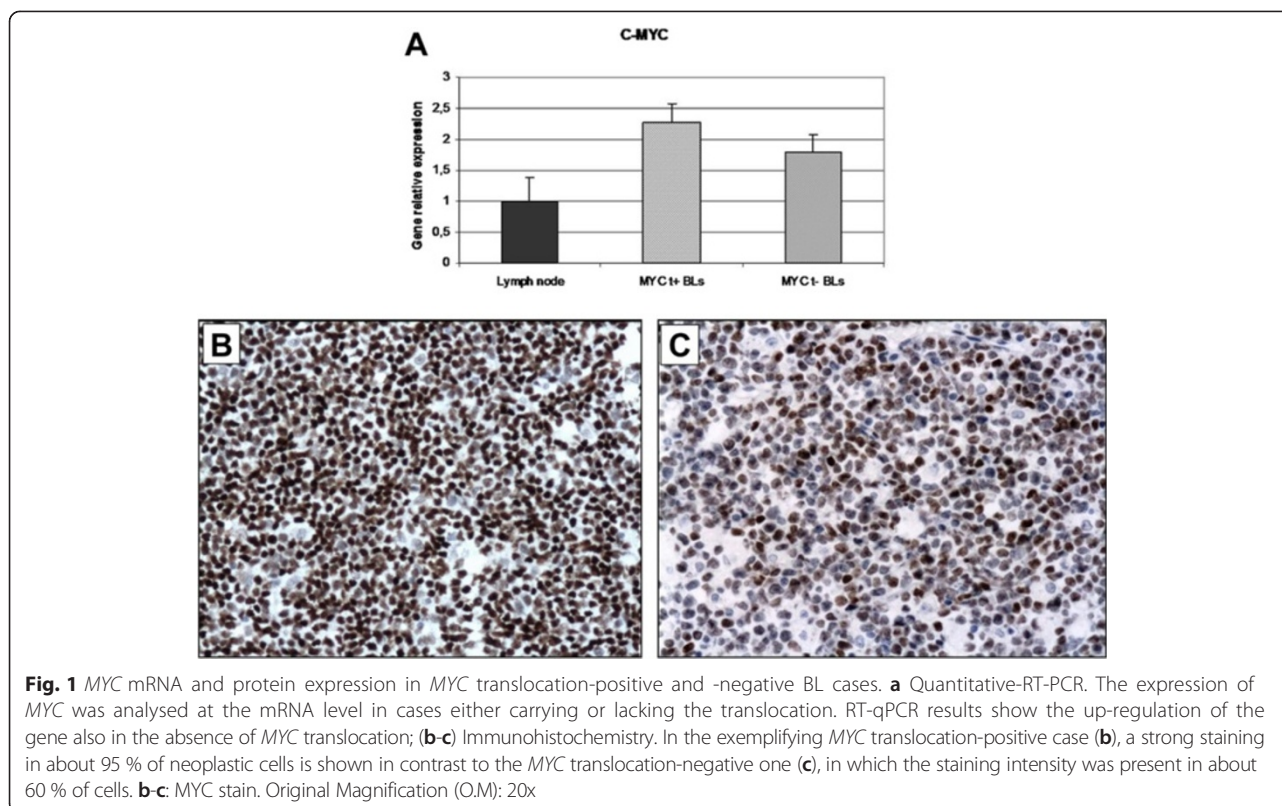 A
C-MYC
Gene relative expression
3
2,5
2
1,5
1
0,5
0
Lymph node
MYC t+ BLs
MYC t- BLs
B
C
Fig. 1 MYC mRNA and protein expression in MYC translocation-positive and -negative BL cases. a Quantitative-RT-PCR. The expression of
MYC was analysed at the mRNA level in cases either carrying or lacking the translocation. RT-qPCR results show the up-regulation of the
gene also in the absence of MYC translocation; (b-c) Immunohistochemistry. In the exemplifying MYC translocation-positive case (b), a strong staining
in about 95 % of neoplastic cells is shown in contrast to the MYC translocation-negative one (c), in which the staining intensity was present in about
60 % of cells. b-c: MYC stain. Original Magnification (O.M): 20x